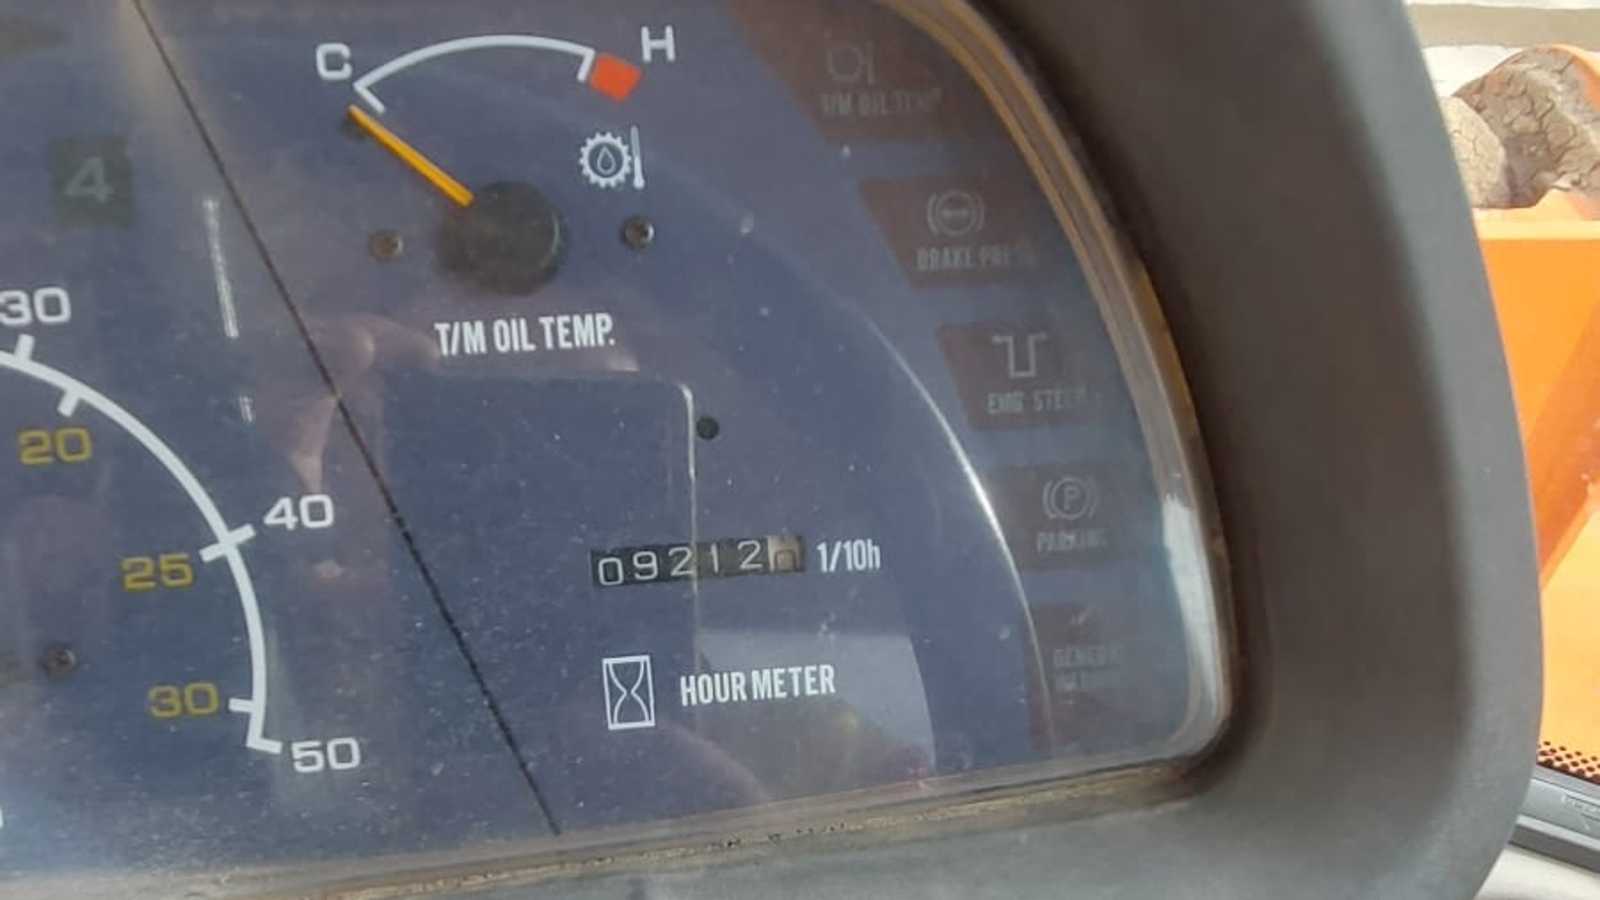 C
H
T/M OIL TEMP
4
BRAKE PRESS
30
T/M OIL TEMP.
EMG STEER
20
40
P
PARKING
25
09212 1/10h
30
HOUR METER
50